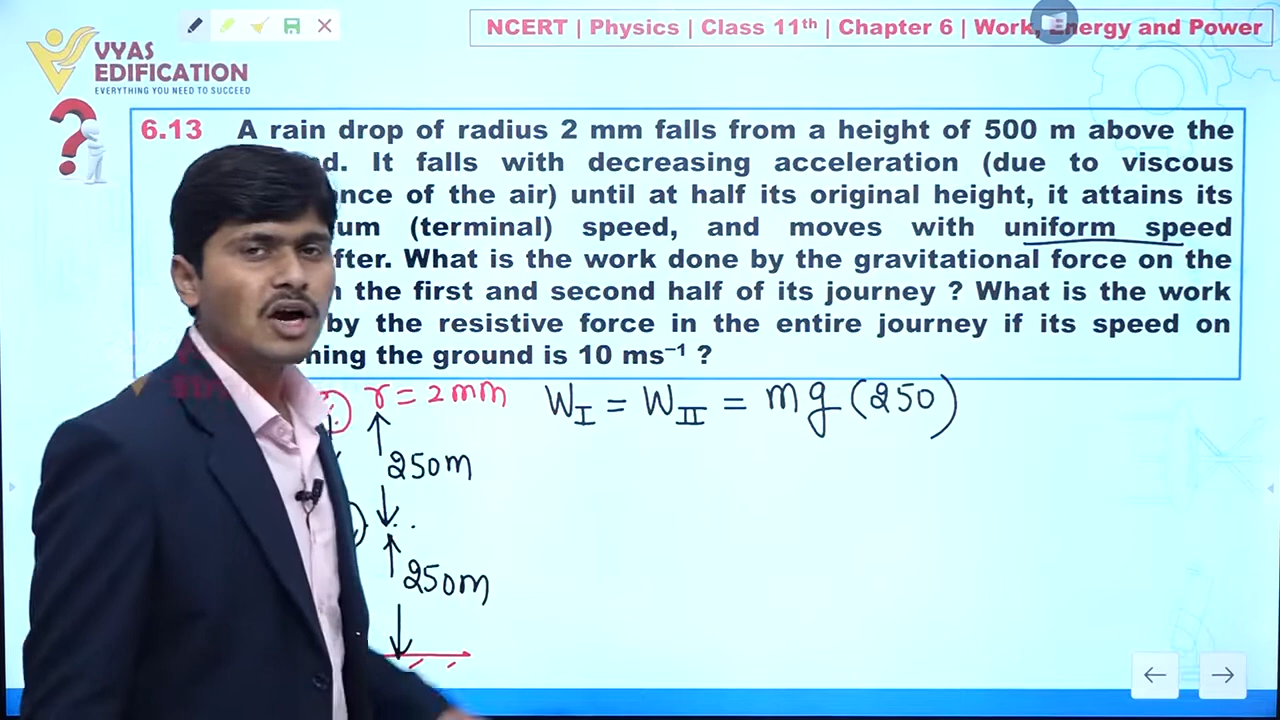 NCERT | Physics | Class 11th | Chapter 6 | Work, Energy and Power
VYAS
EDIFICATION
EVERYTHING YOU NEED TO SUCCEED
6.13 A rain drop of radius 2 mm falls from a height of 500 m above the
It falls with decreasing acceleration (due to viscous
of the air) until at half its original height, it attains its
(terminal) speed, and moves with uniform speed
What is the work done by the gravitational force on the
the first and second half of its journey ? What is the work
by the resistive force in the entire journey if its speed on
the ground is 10 ms⁻¹ ?
r = 2mm
W_I = W_II = mg(250)
250m
250m